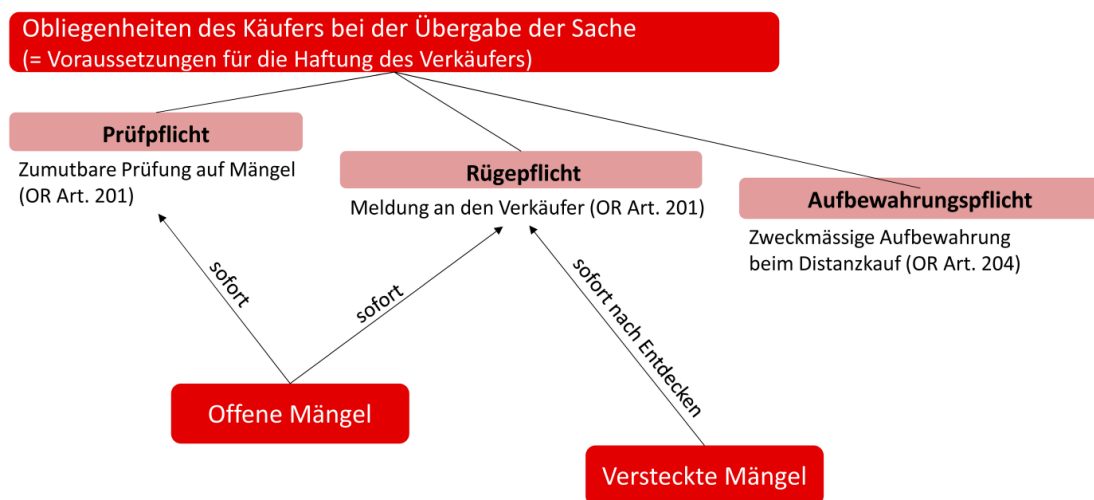 Obliegenheiten des Käufers bei der Übergabe der Sache
(= Voraussetzungen für die Haftung des Verkäufers)
Prüfpflicht
Zumutbare Prüfung auf Mängel
(OR Art. 201)
Rügepflicht
Meldung an den Verkäufer (OR Art. 201)
Aufbewahrungspflicht
Zweckmässige Aufbewahrung
beim Distanzkauf (OR Art. 204)
sofort
sofort
sofort nach Entdecken
Offene Mängel
Versteckte Mängel